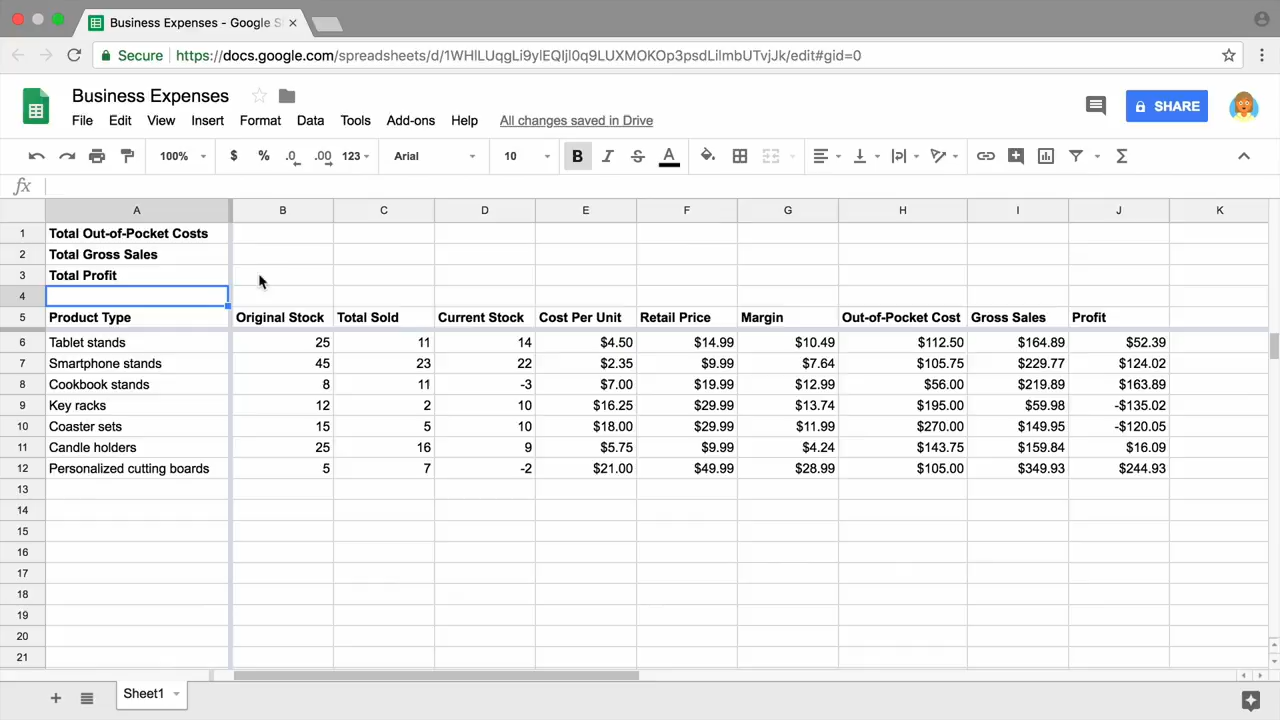 Business Expenses - Google S
Secure https://docs.google.com/spreadsheets/d/1WHlLUqgLi9ylEQljl0q9LUXMOKOp3psdLilmbUTvjJk/edit#gid=0
Business Expenses
SHARE
File Edit View Insert Format Data Tools Add-ons Help All changes saved in Drive
100% $ % .0 .00 123 Arial 10 B I S A Σ
fx
A B C D E F G H I J K
1 Total Out-of-Pocket Costs
2 Total Gross Sales
3 Total Profit
4
5 Product Type Original Stock Total Sold Current Stock Cost Per Unit Retail Price Margin Out-of-Pocket Cost Gross Sales Profit
6 Tablet stands 25 11 14 $4.50 $14.99 $10.49 $112.50 $164.89 $52.39
7 Smartphone stands 45 23 22 $2.35 $9.99 $7.64 $105.75 $229.77 $124.02
8 Cookbook stands 8 11 -3 $7.00 $19.99 $12.99 $56.00 $219.89 $163.89
9 Key racks 12 2 10 $16.25 $29.99 $13.74 $195.00 $59.98 -$135.02
10 Coaster sets 15 5 10 $18.00 $29.99 $11.99 $270.00 $149.95 -$120.05
11 Candle holders 25 16 9 $5.75 $9.99 $4.24 $143.75 $159.84 $16.09
12 Personalized cutting boards 5 7 -2 $21.00 $49.99 $28.99 $105.00 $349.93 $244.93
13
14
15
16
17
18
19
20
21
Sheet1